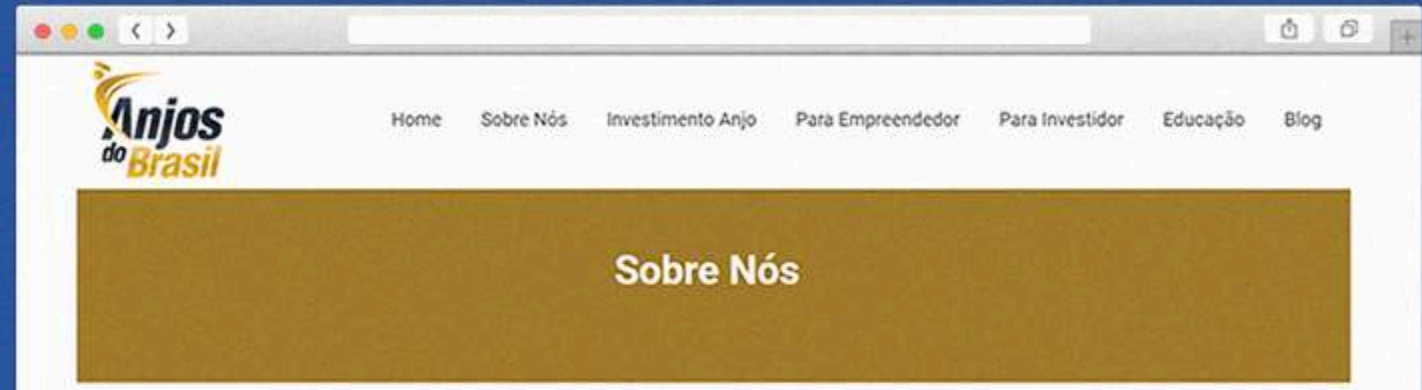 Anjos
do Brasil
Home Sobre Nós Investimento Anjo Para Empreendedor Para Investidor Educação Blog
Sobre Nós